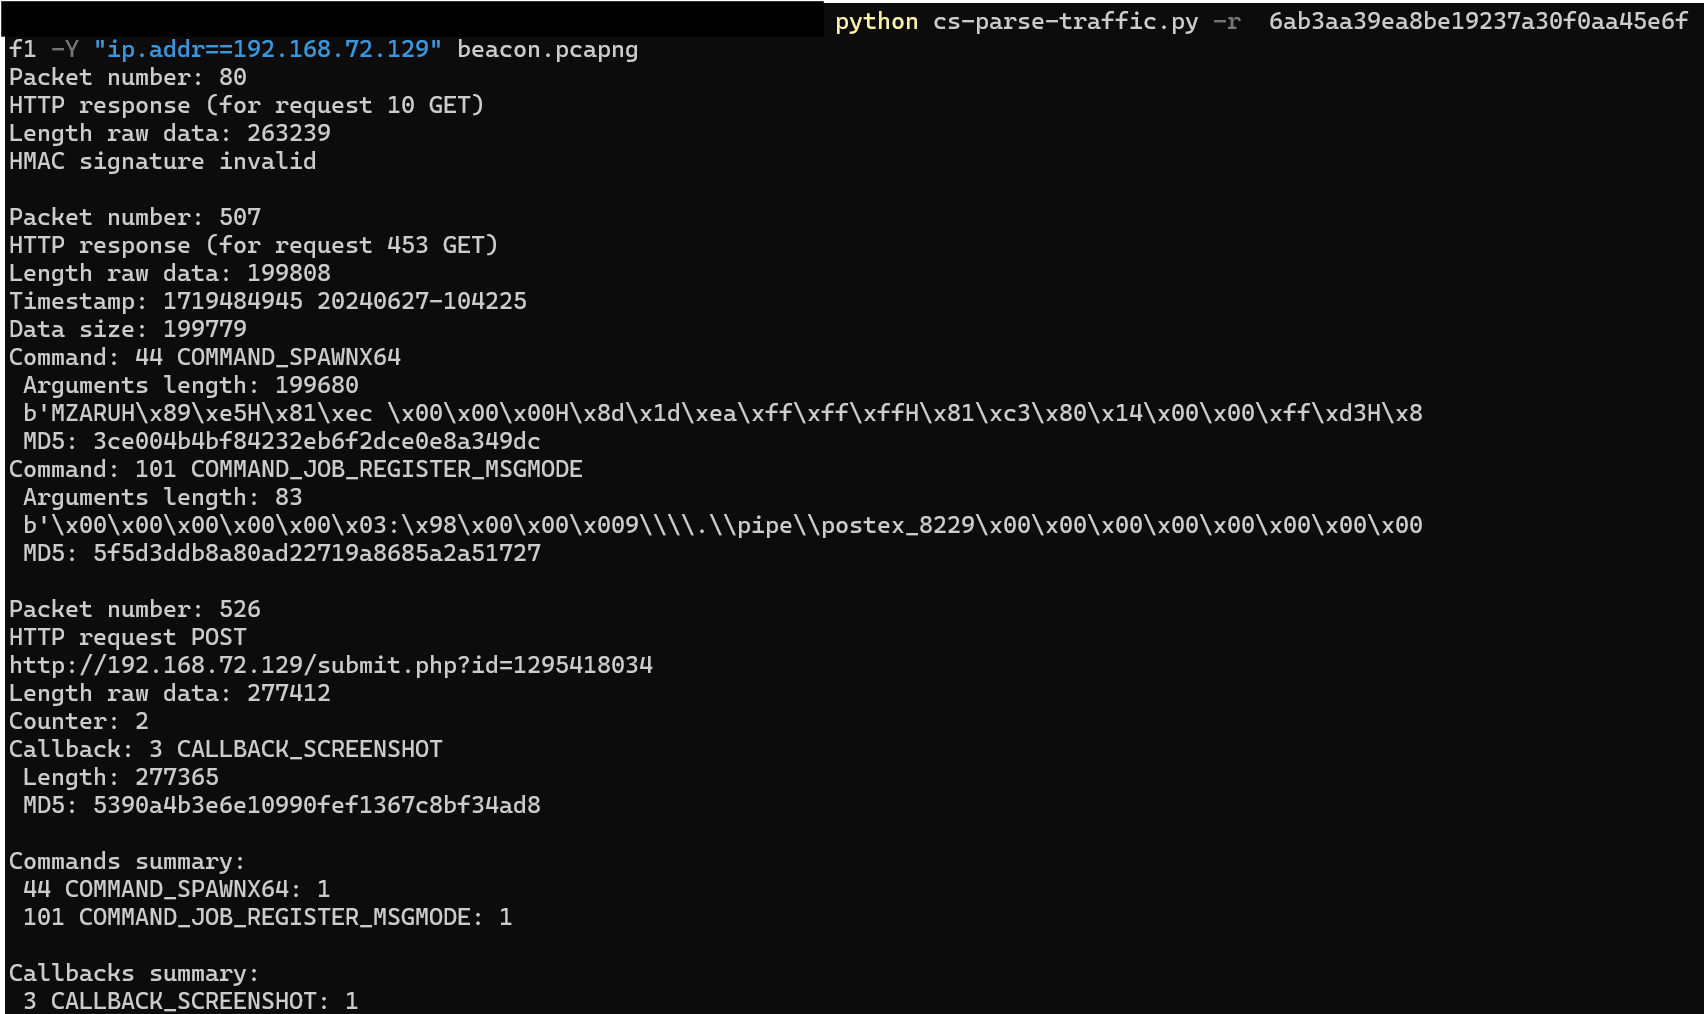 python cs-parse-traffic.py -r  6ab3aa39ea8be19237a30f0aa45e6f
f1 -Y "ip.addr==192.168.72.129" beacon.pcapng
Packet number: 80
HTTP response (for request 10 GET)
Length raw data: 263239
HMAC signature invalid

Packet number: 507
HTTP response (for request 453 GET)
Length raw data: 199808
Timestamp: 1719484945 20240627-104225
Data size: 199779
Command: 44 COMMAND_SPAWNX64
 Arguments length: 199680
 b'MZARUH\x89\xe5H\x81\xec \x00\x00\x00H\x8d\x1d\xea\xff\xff\xffH\x81\xc3\x80\x14\x00\x00\xff\xd3H\x8
 MD5: 3ce004b4bf84232eb6f2dce0e8a349dc
Command: 101 COMMAND_JOB_REGISTER_MSGMODE
 Arguments length: 83
 b'\x00\x00\x00\x00\x00\x03:\x98\x00\x00\x009\\\\.\\pipe\\postex_8229\x00\x00\x00\x00\x00\x00\x00\x00
 MD5: 5f5d3ddb8a80ad22719a8685a2a51727

Packet number: 526
HTTP request POST
http://192.168.72.129/submit.php?id=1295418034
Length raw data: 277412
Counter: 2
Callback: 3 CALLBACK_SCREENSHOT
 Length: 277365
 MD5: 5390a4b3e6e10990fef1367c8bf34ad8

Commands summary:
 44 COMMAND_SPAWNX64: 1
 101 COMMAND_JOB_REGISTER_MSGMODE: 1

Callbacks summary:
 3 CALLBACK_SCREENSHOT: 1